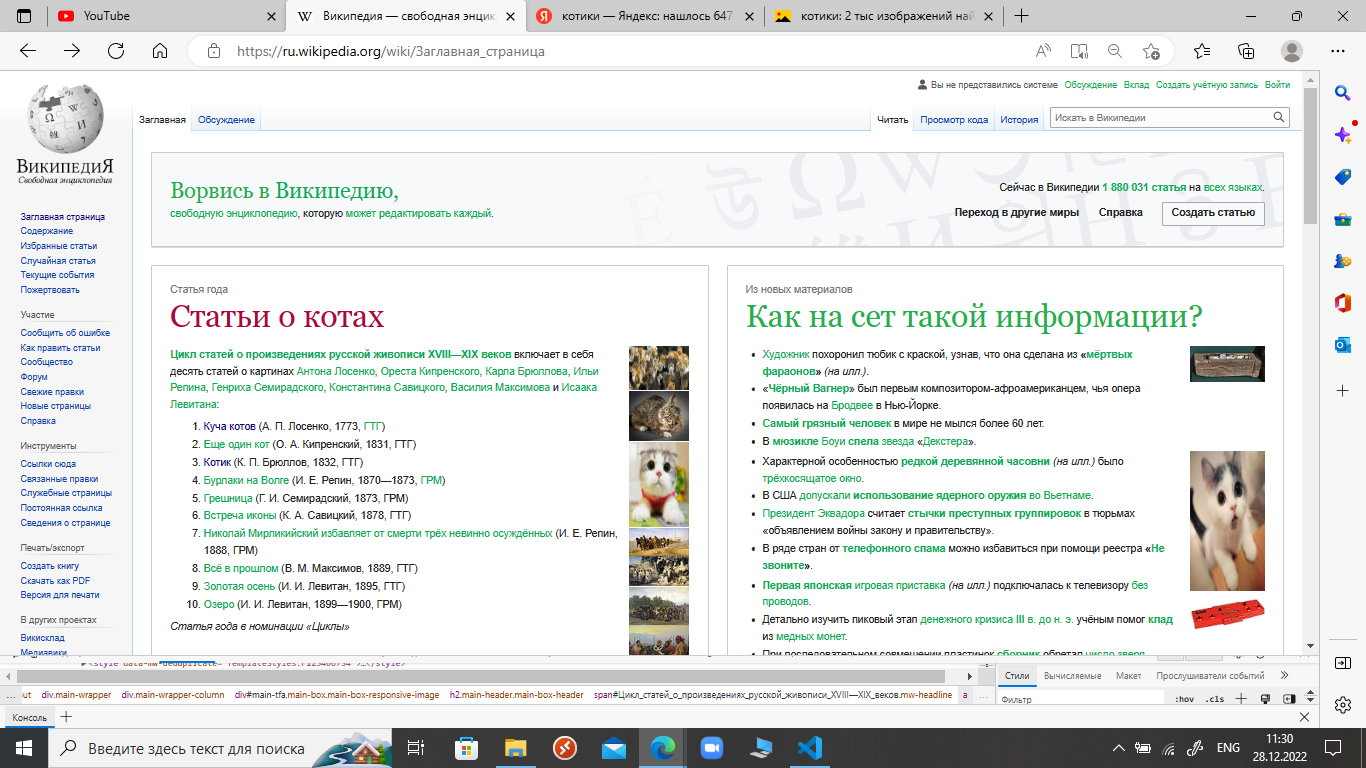 YouTube
Википедия — свободная энцик
котики — Яндекс: нашлось 647
котики: 2 тыс изображений най
https://ru.wikipedia.org/wiki/Заглавная_страница
Вы не представились системе Обсуждение Вклад Создать учётную запись Войти
Заглавная Обсуждение
Читать Просмотр кода История
Искать в Википедии
ВИКИПЕДИЯ
Свободная энциклопедия
Заглавная страница
Содержание
Избранные статьи
Случайная статья
Текущие события
Пожертвовать
Участие
Сообщить об ошибке
Как править статьи
Сообщество
Форум
Свежие правки
Новые страницы
Справка
Инструменты
Ссылки сюда
Связанные правки
Служебные страницы
Постоянная ссылка
Сведения о странице
Печать/экспорт
Создать книгу
Скачать как PDF
Версия для печати
В других проектах
Викисклад
Медиавики
Ворвись в Википедию,
свободную энциклопедию, которую может редактировать каждый.
Сейчас в Википедии 1 880 031 статья на всех языках.
Переход в другие миры Справка Создать статью
Статья года
Статьи о котах
Цикл статей о произведениях русской живописи XVIII—XIX веков включает в себя
десять статей о картинах Антона Лосенко, Ореста Кипренского, Карла Брюллова, Ильи
Репина, Генриха Семирадского, Константина Савицкого, Василия Максимова и Исаака
Левитана:
1. Куча котов (А. П. Лосенко, 1773, ГТГ)
2. Еще один кот (О. А. Кипренский, 1831, ГТГ)
3. Котик (К. П. Брюллов, 1832, ГТГ)
4. Бурлаки на Волге (И. Е. Репин, 1870—1873, ГРМ)
5. Грешница (Г. И. Семирадский, 1873, ГРМ)
6. Встреча иконы (К. А. Савицкий, 1878, ГТГ)
7. Николай Мирликийский избавляет от смерти трёх невинно осуждённых (И. Е. Репин,
1888, ГРМ)
8. Всё в прошлом (В. М. Максимов, 1889, ГТГ)
9. Золотая осень (И. И. Левитан, 1895, ГТГ)
10. Озеро (И. И. Левитан, 1899—1900, ГРМ)
Статья года в номинации «Циклы»
Из новых материалов
Как на сет такой информации?
Художник похоронил тюбик с краской, узнав, что она сделана из «мёртвых
фараонов» (на илл.).
«Чёрный Вагнер» был первым композитором-афроамериканцем, чья опера
появилась на Бродвее в Нью-Йорке.
Самый грязный человек в мире не мылся более 60 лет.
В мюзикле Боуи спела звезда «Декстера».
Характерной особенностью редкой деревянной часовни (на илл.) было
трёхкосящатое окно.
В США допускали использование ядерного оружия во Вьетнаме.
Президент Эквадора считает стычки преступных группировок в тюрьмах
«объявлением войны закону и правительству».
В ряде стран от телефонного спама можно избавиться при помощи реестра «Не
звоните».
Первая японская игровая приставка (на илл.) подключалась к телевизору без
проводов.
Детально изучить пиковый этап денежного кризиса III в. до н. э. учёным помог клад
из медных монет.
При последовательном совмещении пластинок сборник обретал число зверя.
... out div.main-wrapper div.main-wrapper-column div#main-tfa.main-box.main-box-responsive-image h2.main-header.main-box-header span#Цикл_статей_о_произведениях_русской_живописи_XVIII—XIX_веков.mw-headline a ...
Стили Вычисляемые Макет Прослушиватели событий
Фильтр :hov .cls
Консоль
Введите здесь текст для поиска
ENG
11:30
28.12.2022